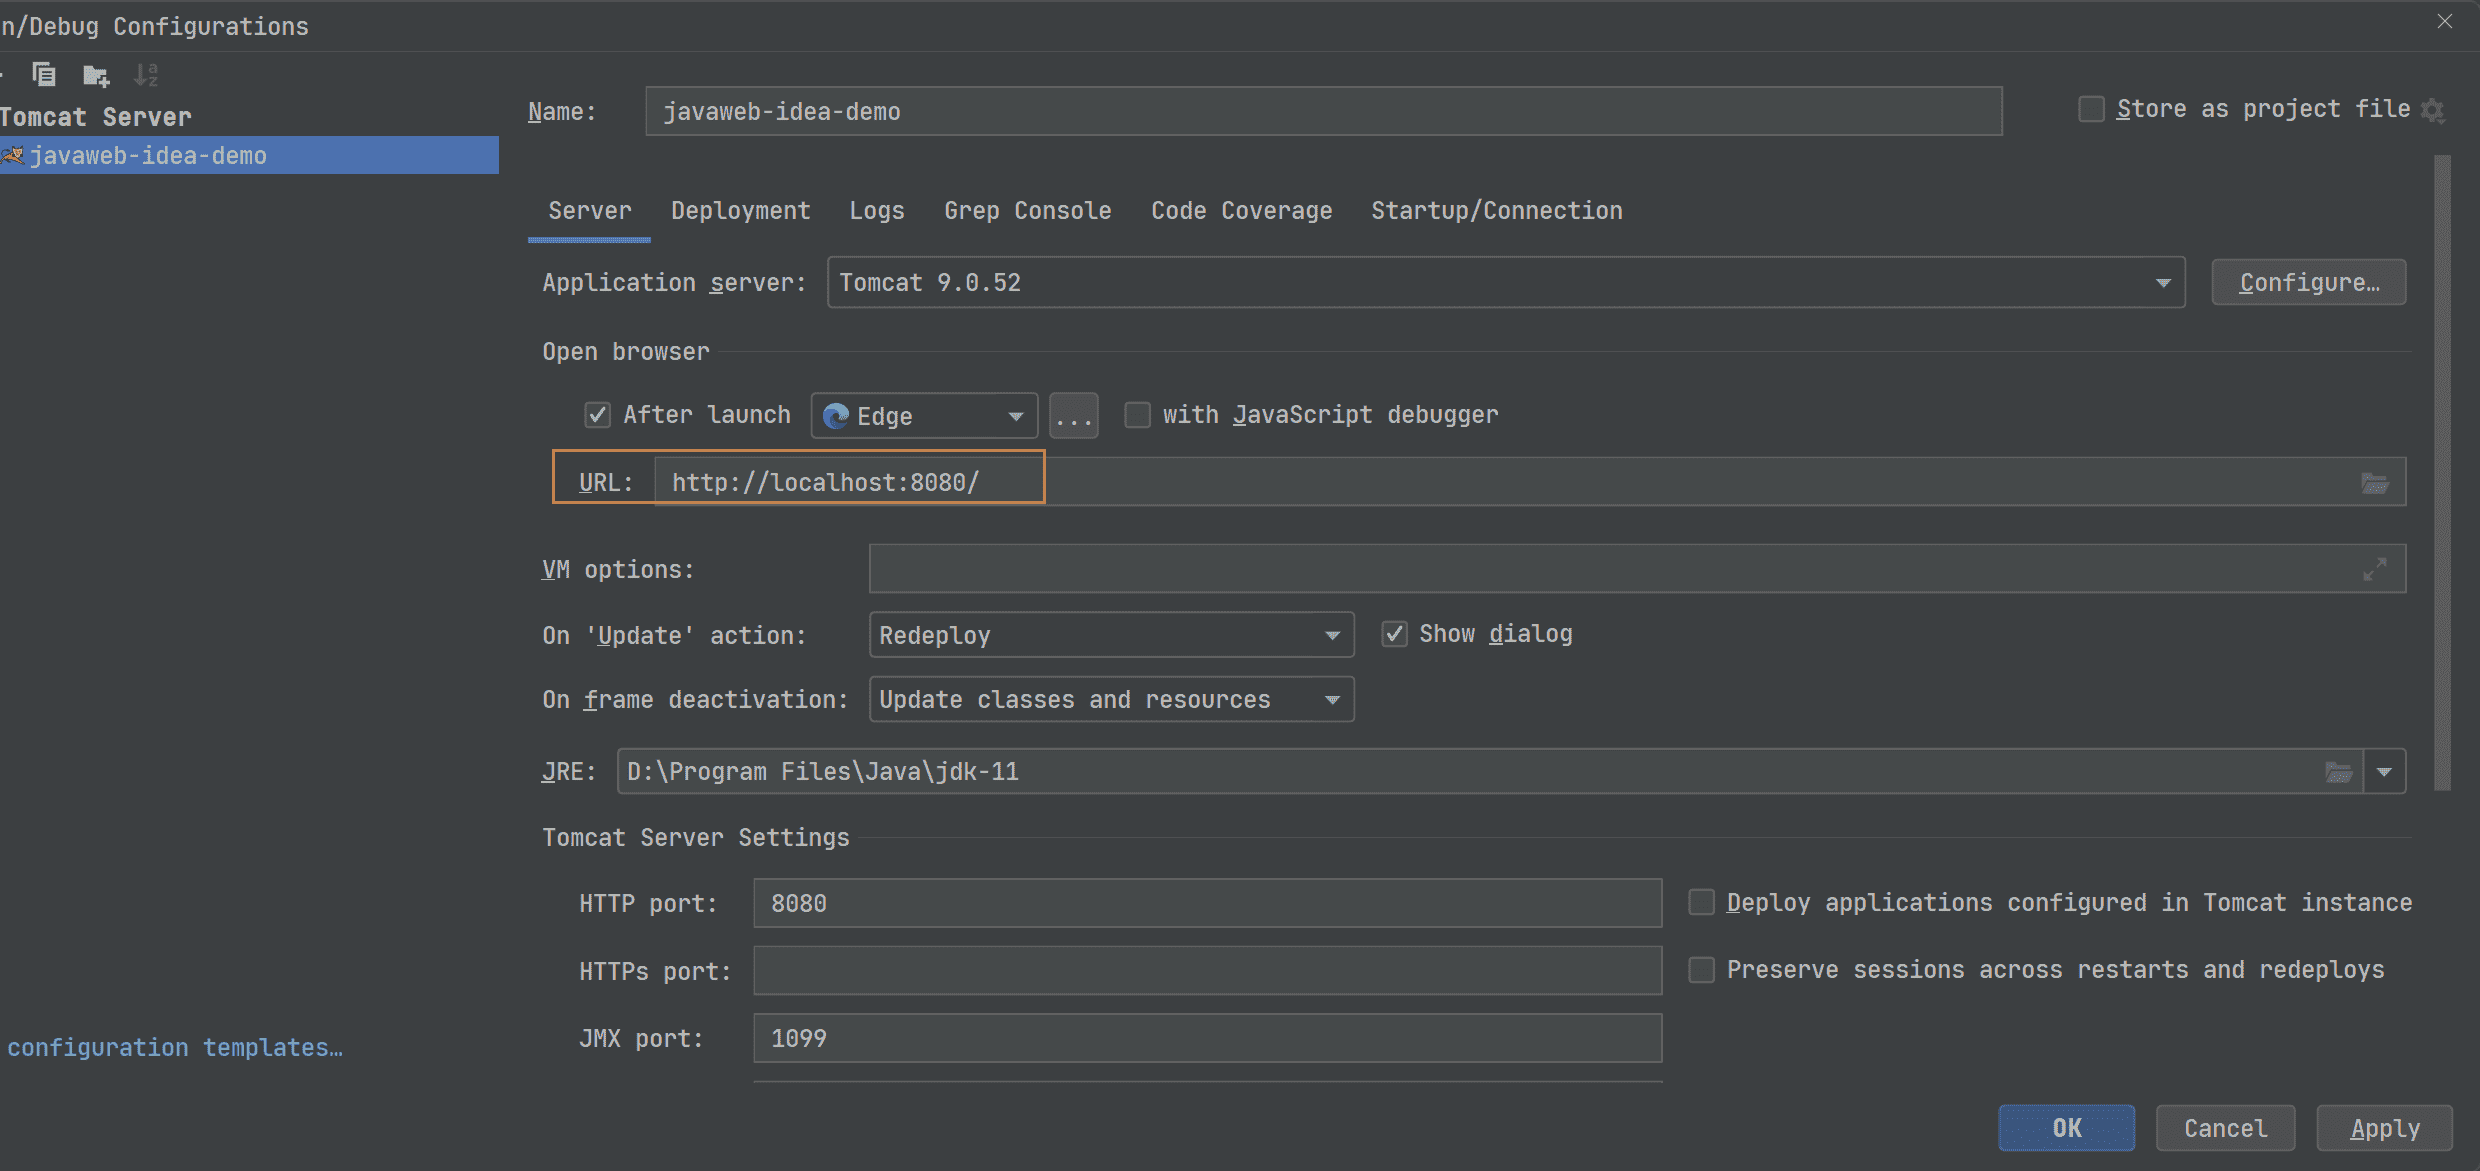 n/Debug Configurations
Tomcat Server
javaweb-idea-demo
configuration templates…
Name: javaweb-idea-demo
Store as project file
Server Deployment Logs Grep Console Code Coverage Startup/Connection
Application server: Tomcat 9.0.52 Configure…
Open browser
After launch Edge ... with JavaScript debugger
URL: http://localhost:8080/
VM options:
On 'Update' action: Redeploy Show dialog
On frame deactivation: Update classes and resources
JRE: D:\Program Files\Java\jdk-11
Tomcat Server Settings
HTTP port: 8080 Deploy applications configured in Tomcat instance
HTTPs port: Preserve sessions across restarts and redeploys
JMX port: 1099
OK Cancel Apply